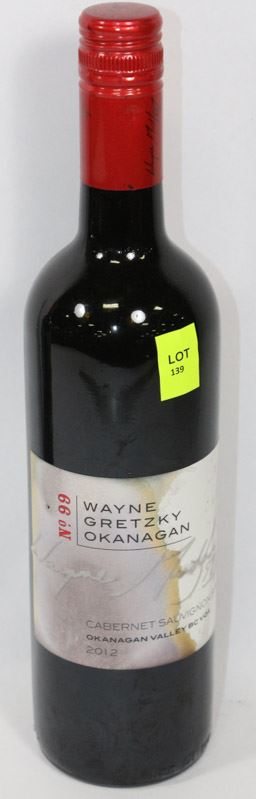 LOT
139
No. 99
WAYNE
GRETZKY
OKANAGAN
CABERNET SAUVIGNON
OKANAGAN VALLEY BC VQA
2012